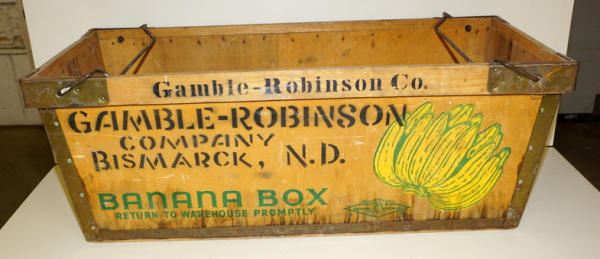 Gamble-Robinson Co.
GAMBLE-ROBINSON
COMPANY
BISMARCK, N.D.
BANANA BOX
RETURN TO WAREHOUSE PROMPTLY